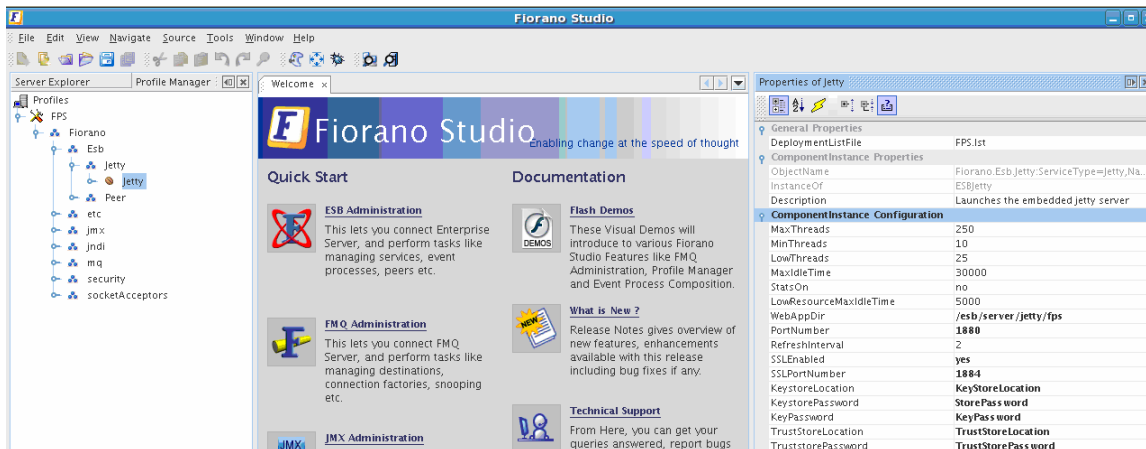 Fiorano Studio
File Edit View Navigate Source Tools Window Help
Server Explorer
Profile Manager
Profiles
FPS
Fiorano
Esb
Jetty
Jetty
Peer
etc
jmx
jndi
mq
security
socketAcceptors
Welcome
Fiorano Studio
Enabling change at the speed of thought
Quick Start
ESB Administration
This lets you connect Enterprise
Server, and perform tasks like
managing services, event
processes, peers etc.
FMQ Administration
This lets you connect FMQ
Server, and perform tasks like
managing destinations,
connection factories, snooping
etc.
JMX
JMX Administration
Documentation
DEMOS
Flash Demos
These Visual Demos will
introduce to various Fiorano
Studio Features like FMQ
Administration, Profile Manager
and Event Process Composition.
NEW
What is New ?
Release Notes gives overview of
new features, enhancements
available with this release
including bug fixes if any.
Technical Support
From Here, you can get your
queries answered, report bugs
Properties of Jetty
General Properties
DeploymentListFile FPS.lst
ComponentInstance Properties
ObjectName Fiorano.Esb.Jetty:ServiceType=Jetty,Na...
InstanceOf ESBJetty
Description Launches the embedded jetty server
ComponentInstance Configuration
MaxThreads 250
MinThreads 10
LowThreads 25
MaxIdleTime 30000
StatsOn no
LowResourceMaxIdleTime 5000
WebAppDir /esb/server/jetty/fps
PortNumber 1880
RefreshInterval 2
SSLEnabled yes
SSLPortNumber 1884
KeystoreLocation KeyStoreLocation
KeystorePassword StorePassword
KeyPassword KeyPassword
TrustStoreLocation TrustStoreLocation
TruststorePassword TrustStorePassword